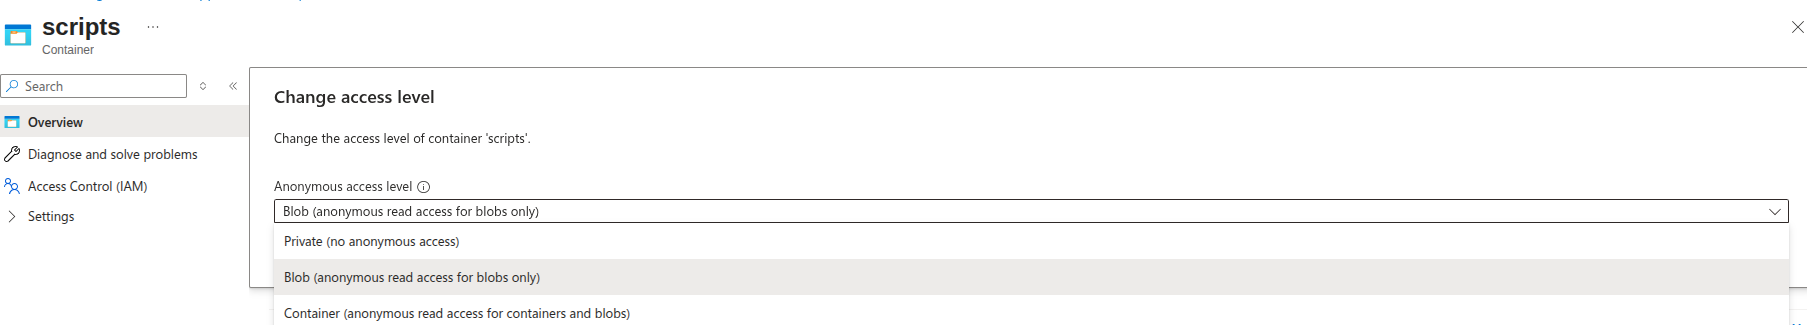 scripts
...
Container
Search
Overview
Diagnose and solve problems
Access Control (IAM)
Settings
Change access level
Change the access level of container 'scripts'.
Anonymous access level
Blob (anonymous read access for blobs only)
Private (no anonymous access)
Blob (anonymous read access for blobs only)
Container (anonymous read access for containers and blobs)